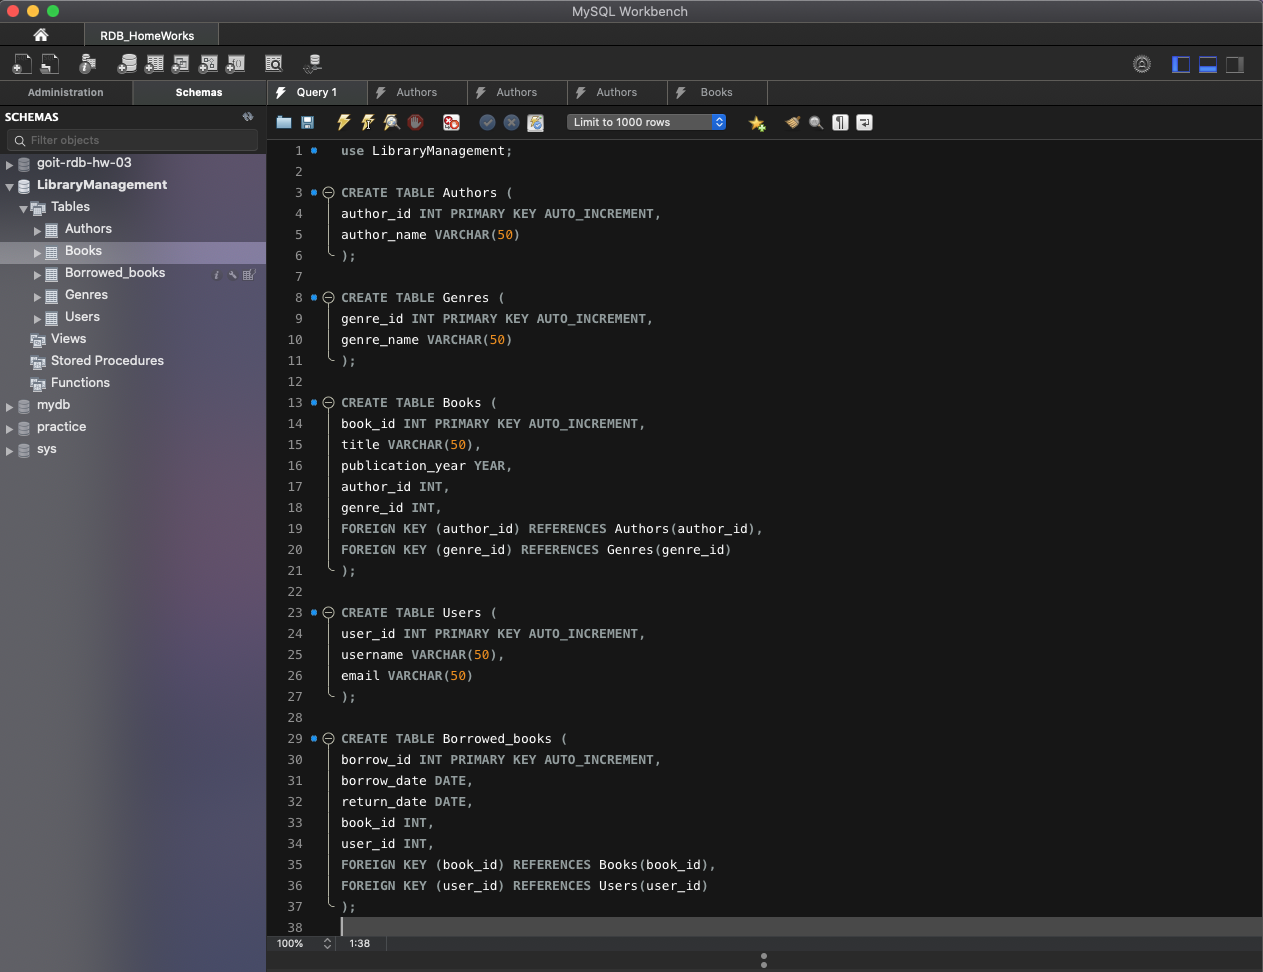 MySQL Workbench
RDB_HomeWorks
Administration
Schemas
Query 1
Authors
Authors
Authors
Books
SCHEMAS
Filter objects
goit-rdb-hw-03
LibraryManagement
Tables
Authors
Books
Borrowed_books
Genres
Users
Views
Stored Procedures
Functions
mydb
practice
sys
Limit to 1000 rows
1 use LibraryManagement;
2
3 CREATE TABLE Authors (
4 author_id INT PRIMARY KEY AUTO_INCREMENT,
5 author_name VARCHAR(50)
6 );
7
8 CREATE TABLE Genres (
9 genre_id INT PRIMARY KEY AUTO_INCREMENT,
10 genre_name VARCHAR(50)
11 );
12
13 CREATE TABLE Books (
14 book_id INT PRIMARY KEY AUTO_INCREMENT,
15 title VARCHAR(50),
16 publication_year YEAR,
17 author_id INT,
18 genre_id INT,
19 FOREIGN KEY (author_id) REFERENCES Authors(author_id),
20 FOREIGN KEY (genre_id) REFERENCES Genres(genre_id)
21 );
22
23 CREATE TABLE Users (
24 user_id INT PRIMARY KEY AUTO_INCREMENT,
25 username VARCHAR(50),
26 email VARCHAR(50)
27 );
28
29 CREATE TABLE Borrowed_books (
30 borrow_id INT PRIMARY KEY AUTO_INCREMENT,
31 borrow_date DATE,
32 return_date DATE,
33 book_id INT,
34 user_id INT,
35 FOREIGN KEY (book_id) REFERENCES Books(book_id),
36 FOREIGN KEY (user_id) REFERENCES Users(user_id)
37 );
38
100%
1:38